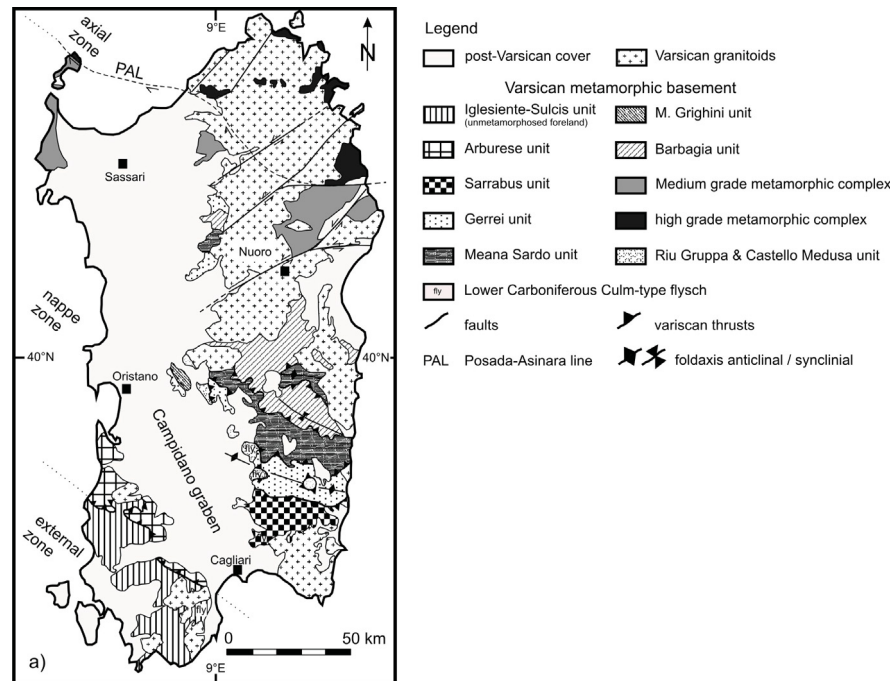 9°E
axial
zone
PAL
N
Sassari
Nuoro
nappe
zone
40°N
40°N
Oristano
Campidano graben
fly
fly
external
zone
Cagliari
fly
0
50 km
a)
9°E
Legend
post-Varsican cover
Varsican granitoids
Varsican metamorphic basement
Iglesiente-Sulcis unit
(unmetamorphosed foreland)
M. Grighini unit
Arburese unit
Barbagia unit
Sarrabus unit
Medium grade metamorphic complex
Gerrei unit
high grade metamorphic complex
Meana Sardo unit
Riu Gruppa & Castello Medusa unit
fly
Lower Carboniferous Culm-type flysch
faults
variscan thrusts
PAL
Posada-Asinara line
foldaxis anticlinal / synclinial